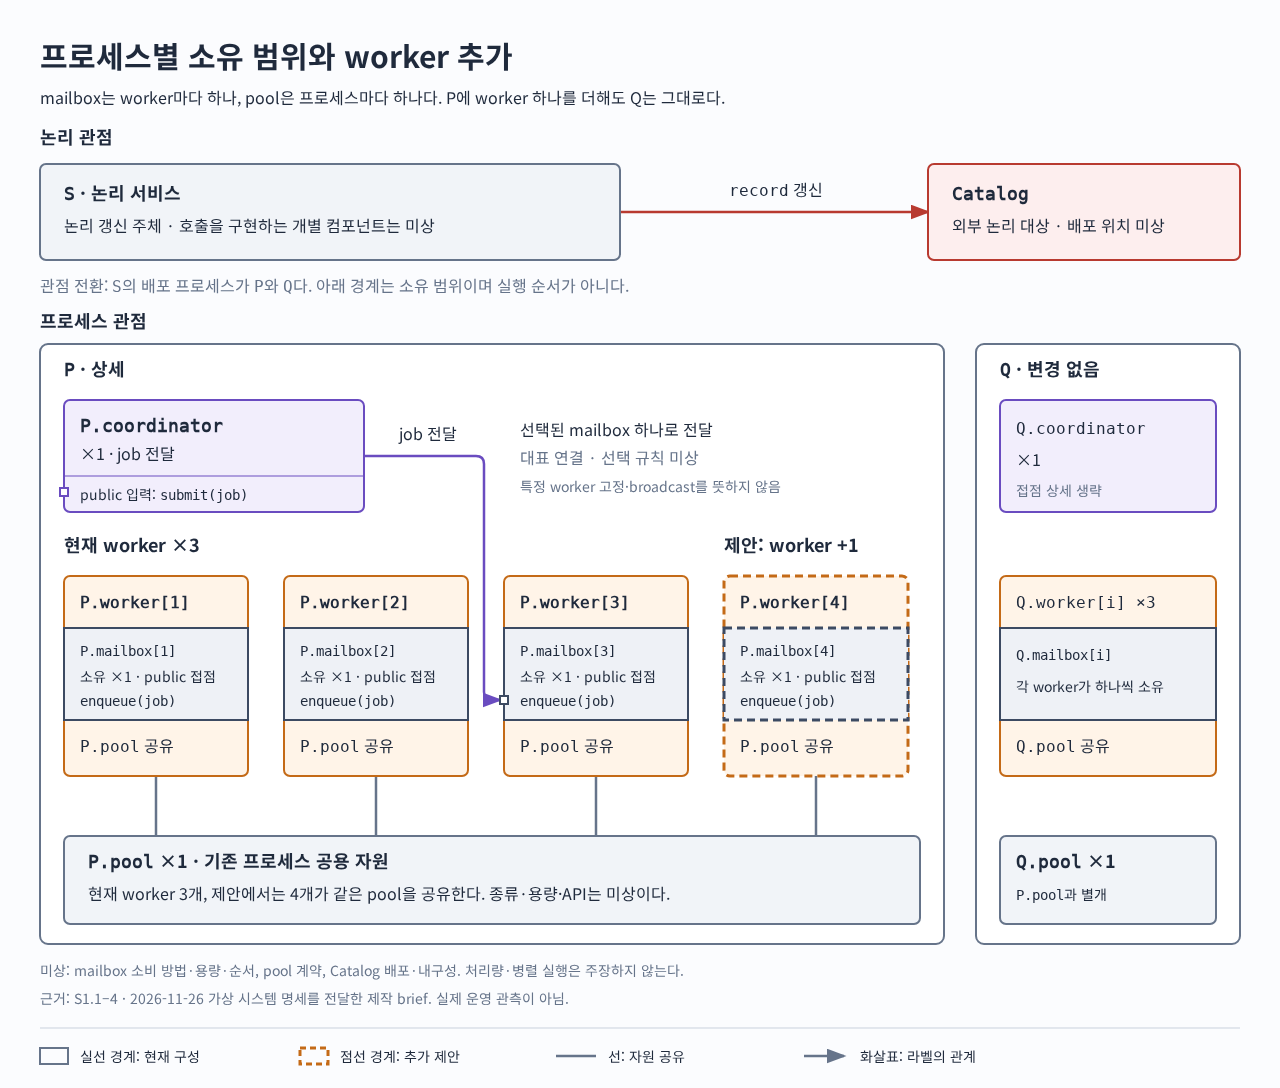 프로세스별 소유 범위와 worker 추가
mailbox는 worker마다 하나, pool은 프로세스마다 하나다. P에 worker 하나를 더해도 Q는 그대로다.
논리 관점
S · 논리 서비스
논리 갱신 주체 · 호출을 구현하는 개별 컴포넌트는 미상
record 갱신
Catalog
외부 논리 대상 · 배포 위치 미상
관점 전환: S의 배포 프로세스가 P와 Q다. 아래 경계는 소유 범위이며 실행 순서가 아니다.
프로세스 관점
P · 상세
P.coordinator
×1 · job 전달
public 입력: submit(job)
job 전달
선택된 mailbox 하나로 전달
대표 연결 · 선택 규칙 미상
특정 worker 고정·broadcast를 뜻하지 않음
현재 worker ×3
제안: worker +1
P.worker[1]
P.mailbox[1]
소유 ×1 · public 접점
enqueue(job)
P.pool 공유
P.worker[2]
P.mailbox[2]
소유 ×1 · public 접점
enqueue(job)
P.pool 공유
P.worker[3]
P.mailbox[3]
소유 ×1 · public 접점
enqueue(job)
P.pool 공유
P.worker[4]
P.mailbox[4]
소유 ×1 · public 접점
enqueue(job)
P.pool 공유
P.pool ×1 · 기존 프로세스 공용 자원
현재 worker 3개, 제안에서는 4개가 같은 pool을 공유한다. 종류·용량·API는 미상이다.
Q · 변경 없음
Q.coordinator
×1
접점 상세 생략
Q.worker[i] ×3
Q.mailbox[i]
각 worker가 하나씩 소유
Q.pool 공유
Q.pool ×1
P.pool과 별개
미상: mailbox 소비 방법·용량·순서, pool 계약, Catalog 배포·내구성. 처리량·병렬 실행은 주장하지 않는다.
근거: S1.1–4 · 2026-11-26 가상 시스템 명세를 전달한 제작 brief. 실제 운영 관측이 아님.
실선 경계: 현재 구성
점선 경계: 추가 제안
선: 자원 공유
화살표: 라벨의 관계